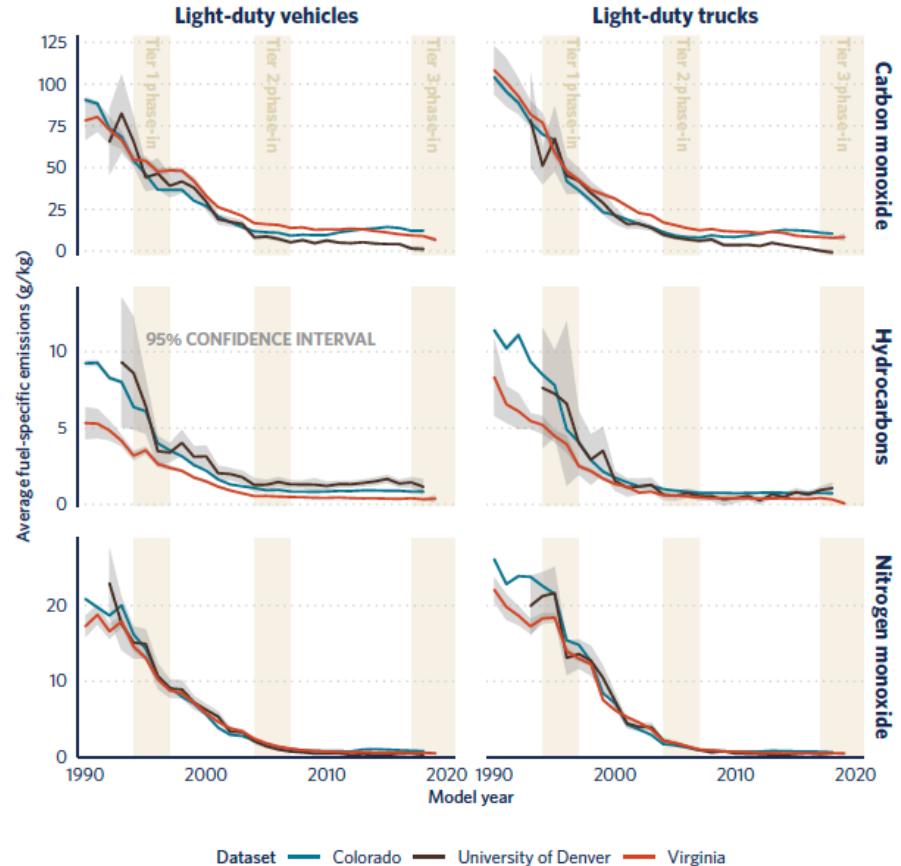 Light-duty vehicles
Light-duty trucks
Average fuel-specific emissions (g/kg)
125
100
75
50
25
0
Tier 1 phase-in
Tier 2 phase-in
Tier 3 phase-in
Tier 1 phase-in
Tier 2 phase-in
Tier 3 phase-in
Carbon monoxide
10
5
0
95% CONFIDENCE INTERVAL
Hydrocarbons
20
10
0
Nitrogen monoxide
1990 2000 2010 2020
1990 2000 2010 2020
Model year
Dataset Colorado University of Denver Virginia